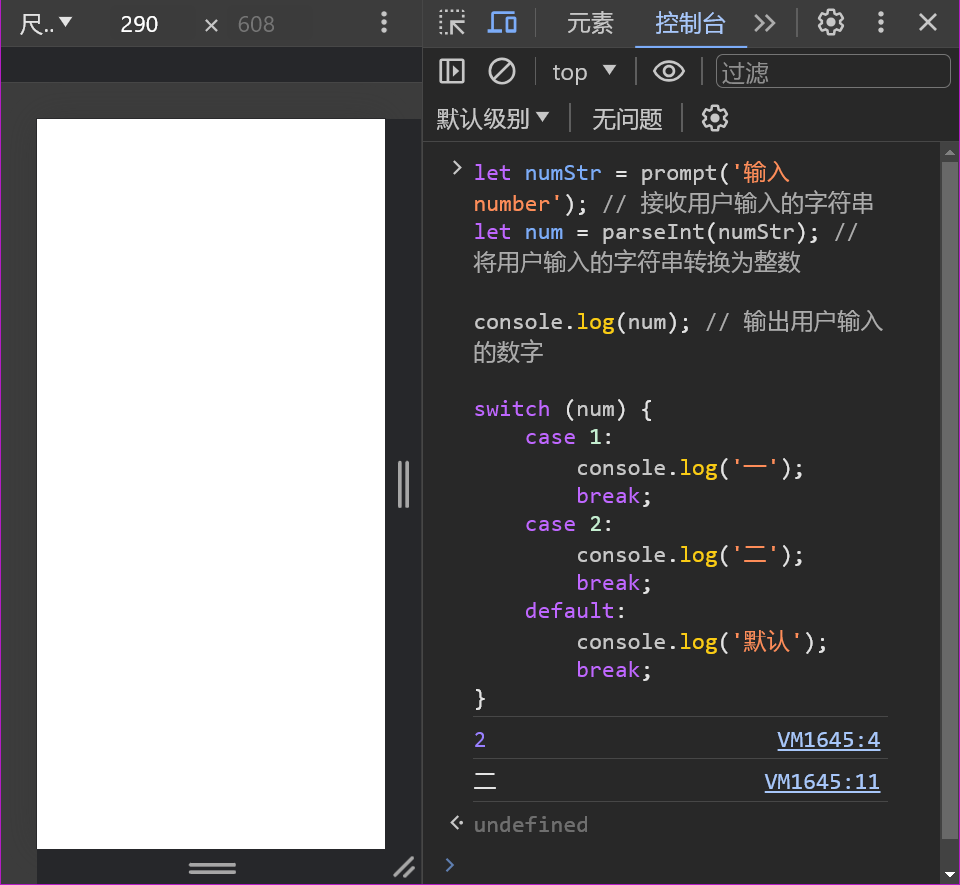 尺..▼ 290 × 608
元素 控制台
top ▼ 过滤
默认级别▼ 无问题
let numStr = prompt('输入
number'); // 接收用户输入的字符串
let num = parseInt(numStr); //
将用户输入的字符串转换为整数
console.log(num); // 输出用户输入
的数字
switch (num) {
case 1:
console.log('一');
break;
case 2:
console.log('二');
break;
default:
console.log('默认');
break;
}
2 VM1645:4
二 VM1645:11
undefined